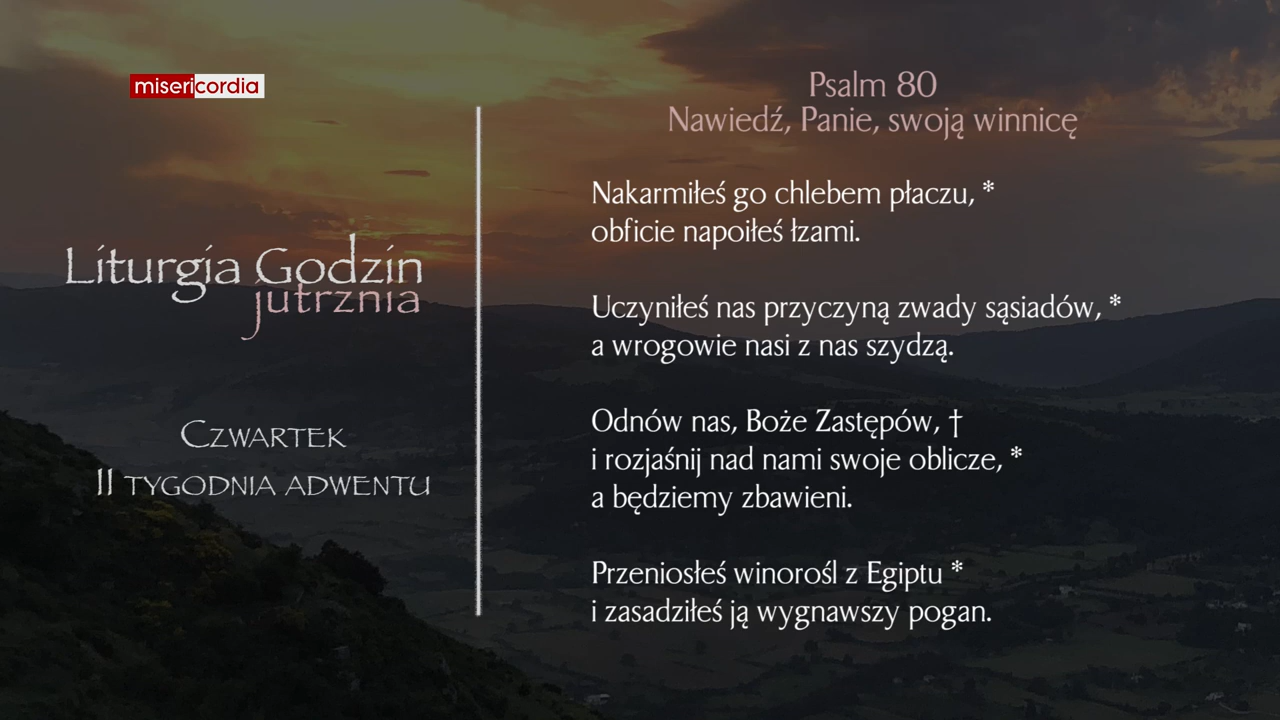 misericordia
Liturgia Godzin
jutrznia
Czwartek
II tygodnia adwentu
Psalm 80
Nawiedź, Panie, swoją winnicę
Nakarmiłeś go chlebem płaczu, *
obficie napoiłeś łzami.
Uczyniłeś nas przyczyną zwady sąsiadów, *
a wrogowie nasi z nas szydzą.
Odnów nas, Boże Zastępów, †
i rozjaśnij nad nami swoje oblicze, *
a będziemy zbawieni.
Przeniosłeś winorośl z Egiptu *
i zasadziłeś ją wygnawszy pogan.